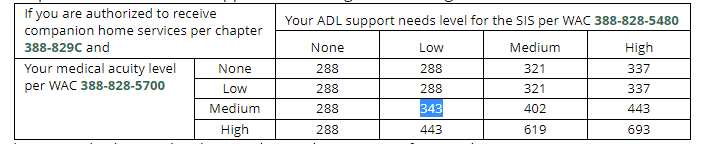 If you are authorized to receive
companion home services per chapter
388-829C and
Your ADL support needs level for the SIS per WAC 388-828-5480
None Low Medium High
Your medical acuity level
per WAC 388-828-5700
None 288 288 321 337
Low 288 288 321 337
Medium 288 343 402 443
High 288 443 619 693